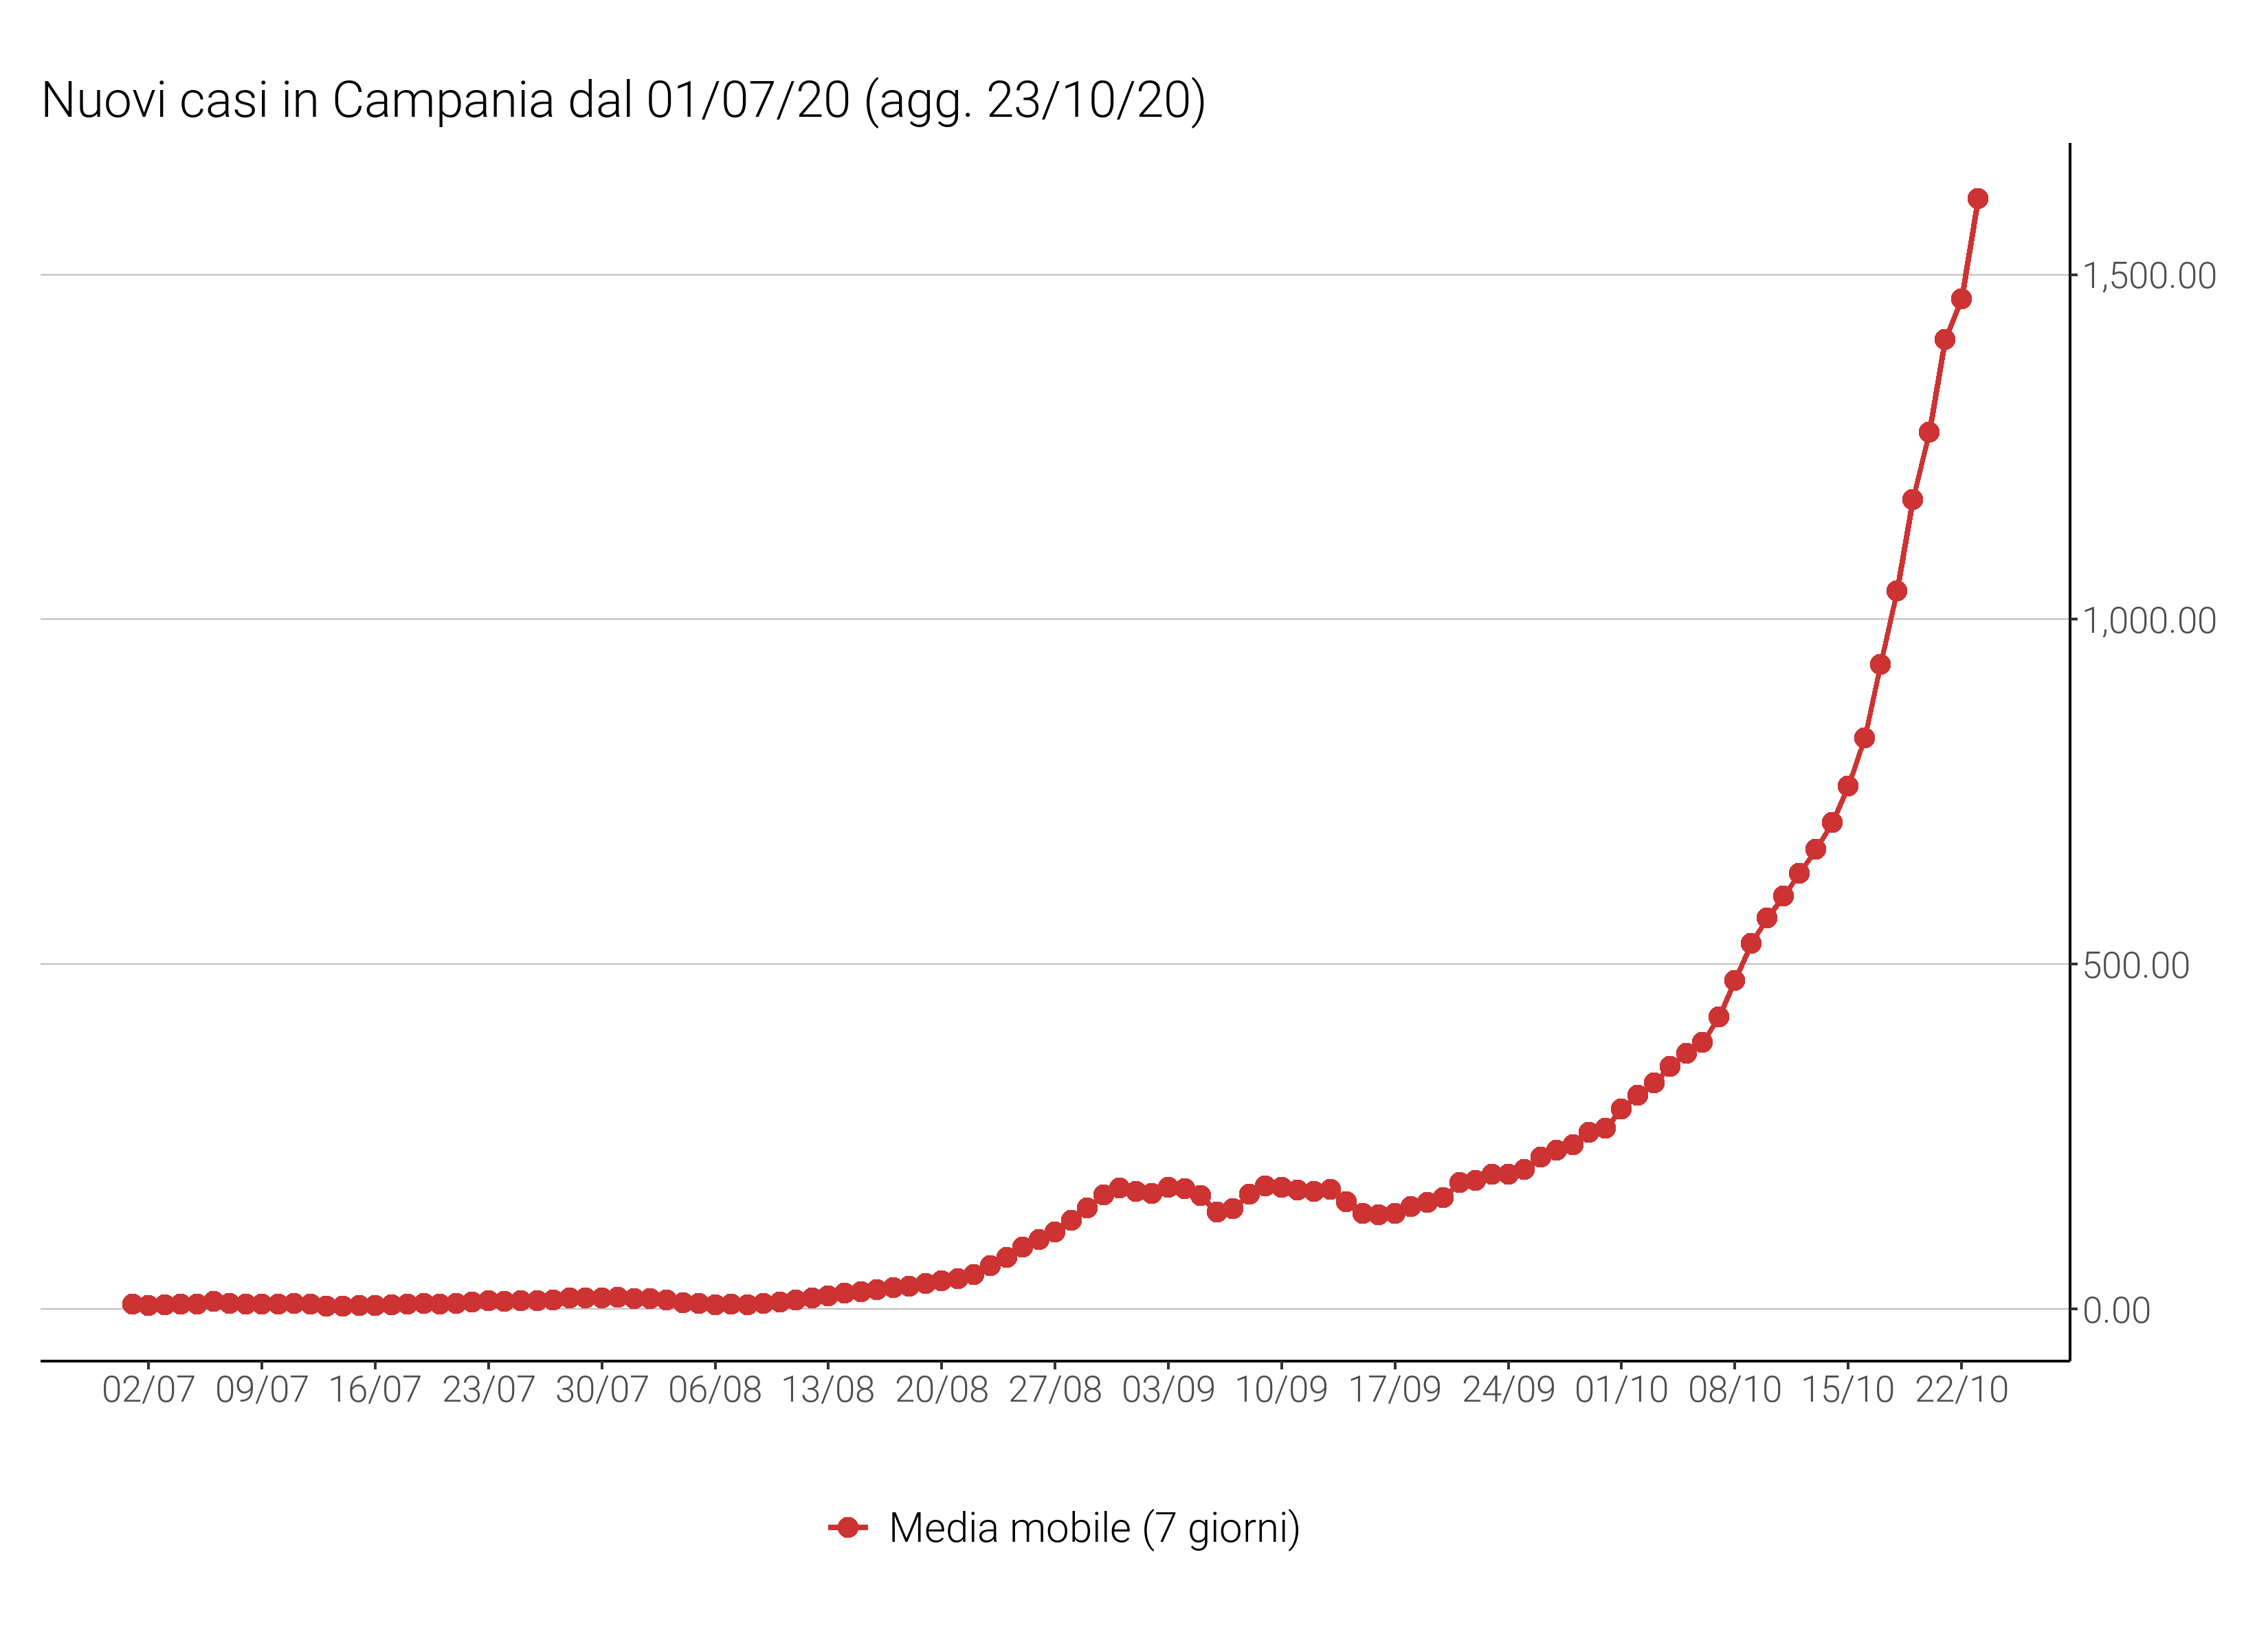 Nuovi casi in Campania dal 01/07/20 (agg. 23/10/20)
1,500.00
1,000.00
500.00
0.00
02/07 09/07 16/07 23/07 30/07 06/08 13/08 20/08 27/08 03/09 10/09 17/09 24/09 01/10 08/10 15/10 22/10
Media mobile (7 giorni)